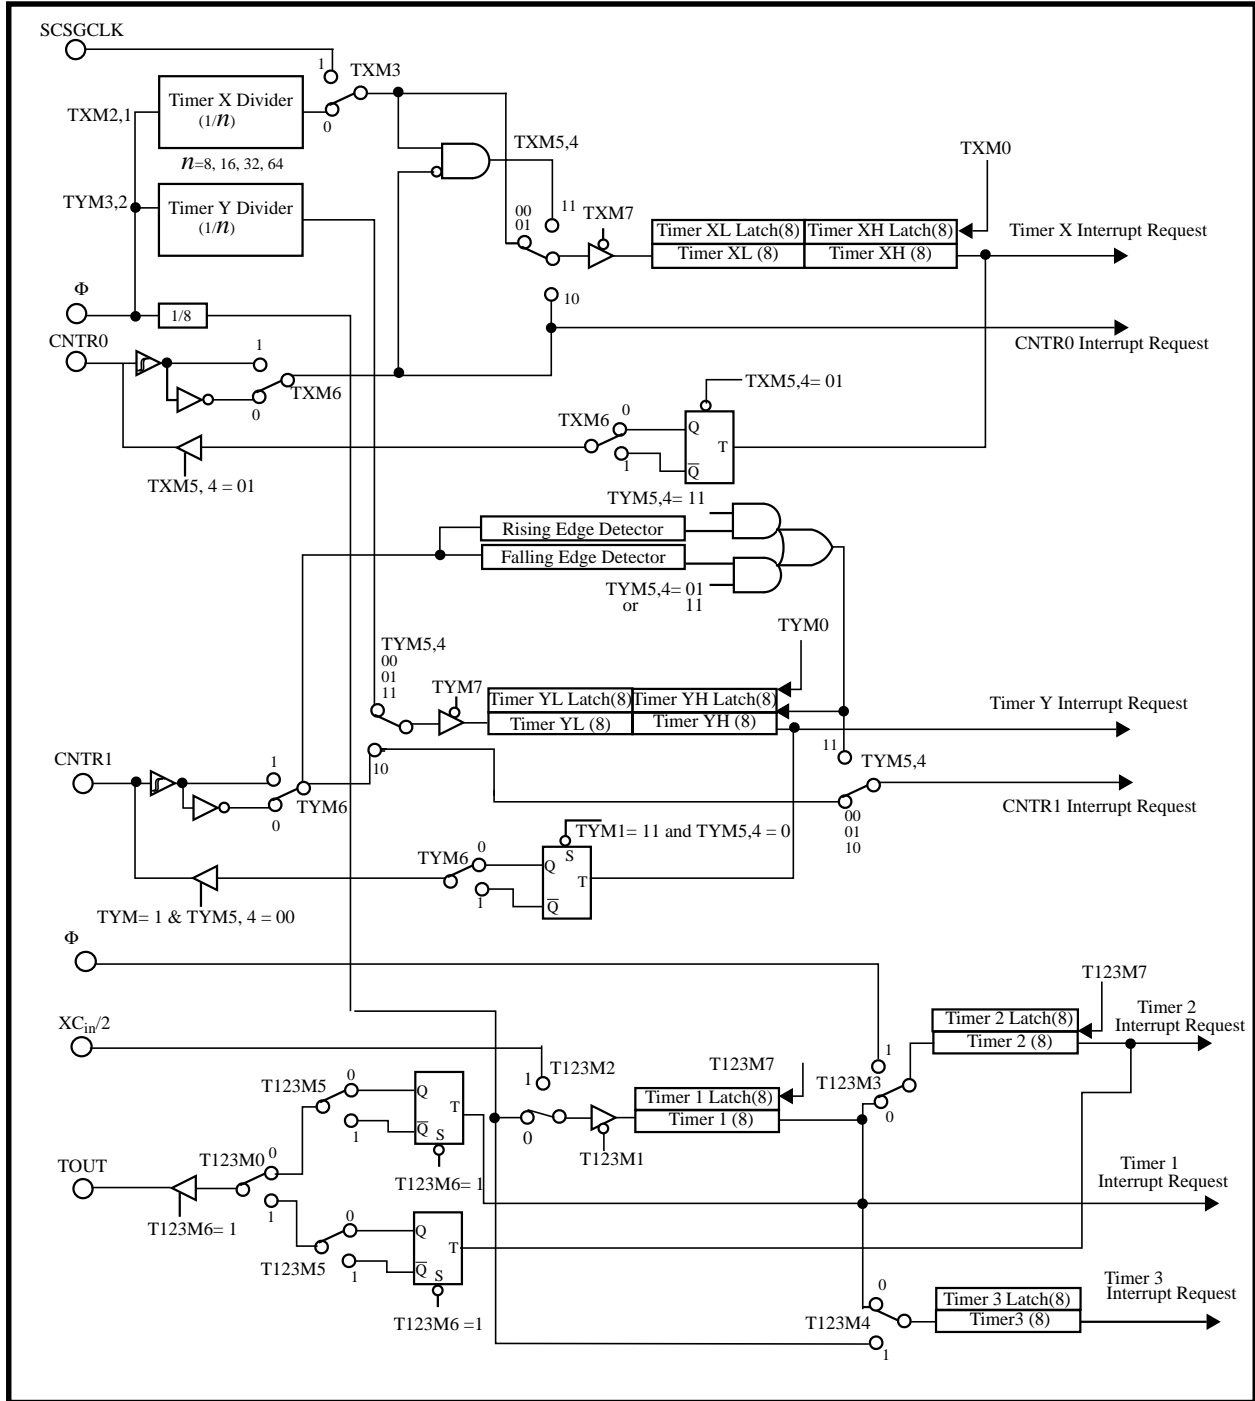 SCSGCLK
1
TXM3
Timer X Divider
(1/n)
TXM2,1
0
n=8, 16, 32, 64
TXM5,4
TXM0
TYM3,2
Timer Y Divider
(1/n)
00
01
11
TXM7
Timer XL Latch(8)
Timer XH Latch(8)
Timer XL (8)
Timer XH (8)
Timer X Interrupt Request
Φ
1/8
10
CNTR0
1
CNTR0 Interrupt Request
TXM6
0
TXM5,4= 01
TXM6
0
Q
T
1
Q
TXM5, 4 = 01
TYM5,4= 11
Rising Edge Detector
Falling Edge Detector
TYM5,4= 01
or 11
TYM0
TYM5,4
00
01
11
TYM7
Timer YL Latch(8)
Timer YH Latch(8)
Timer YL (8)
Timer YH (8)
Timer Y Interrupt Request
11
TYM5,4
CNTR1
1
10
TYM6
0
CNTR1 Interrupt Request
00
01
10
TYM1= 11 and TYM5,4 = 0
S
TYM6
0
Q
T
1
Q
TYM= 1 & TYM5, 4 = 00
Φ
T123M7
Timer 2
Interrupt Request
Timer 2 Latch(8)
Timer 2 (8)
XCin/2
1
T123M2
T123M7
1
T123M3
0
T123M5
0
Q
T
1
Q
S
Timer 1 Latch(8)
Timer 1 (8)
0
T123M1
TOUT
T123M0
0
T123M6= 1
Timer 1
Interrupt Request
1
T123M6= 1
0
Q
T
T123M5
1
Q
S
T123M6 =1
Timer 3
Interrupt Request
0
Timer 3 Latch(8)
Timer3 (8)
T123M4
1